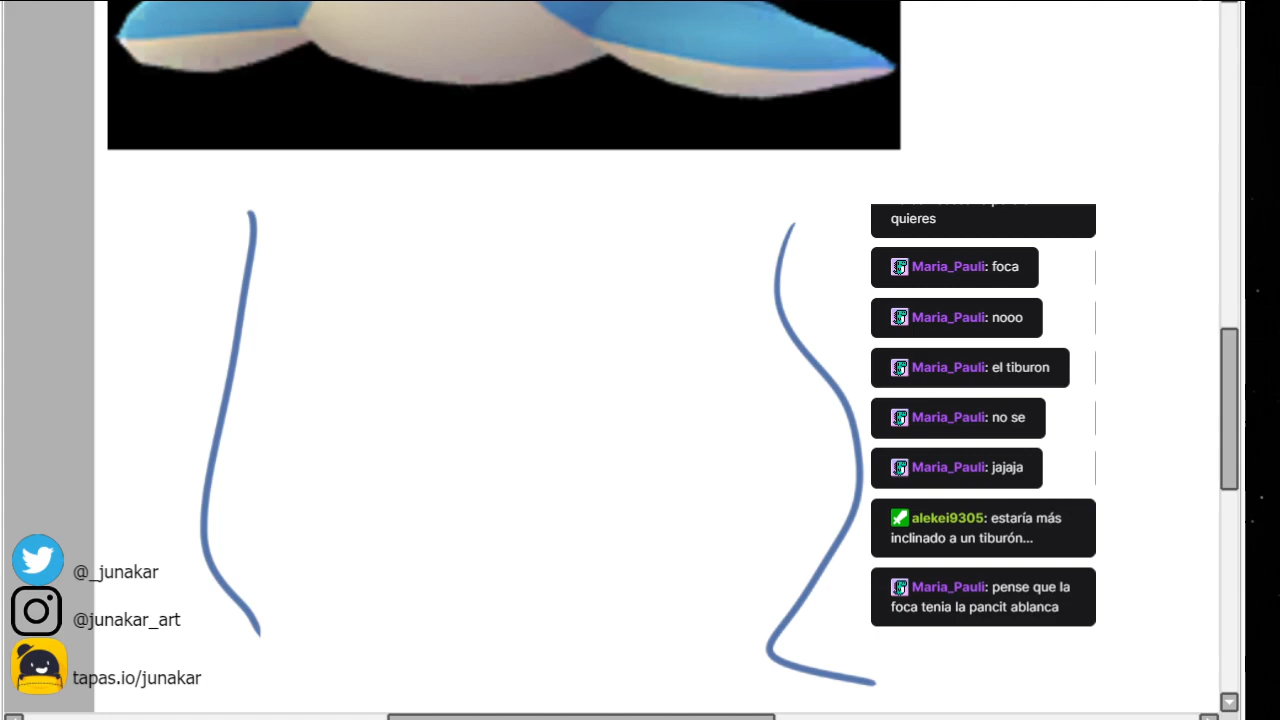 quieres
Maria_Pauli: foca
Maria_Pauli: nooo
Maria_Pauli: el tiburon
Maria_Pauli: no se
Maria_Pauli: jajaja
alekei9305: estaría más
inclinado a un tiburón...
Maria_Pauli: pense que la
foca tenia la pancit ablanca
@_junakar
@junakar_art
tapas.io/junakar